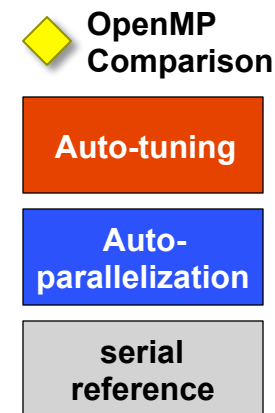 OpenMP
Comparison
Auto-tuning
Auto-
parallelization
serial
reference